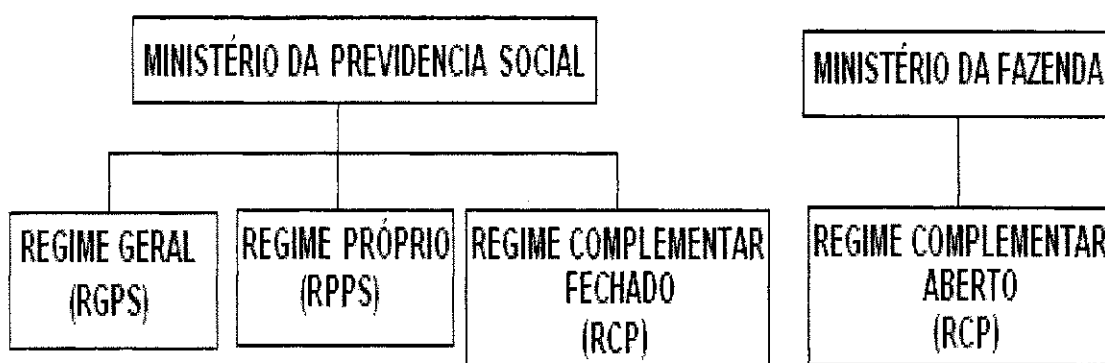 MINISTÉRIO DA PREVIDENCIA SOCIAL
MINISTÉRIO DA FAZENDA
REGIME GERAL
(RGPS)
REGIME PRÓPRIO
(RPPS)
REGIME COMPLEMENTAR
FECHADO
(RCP)
REGIME COMPLEMENTAR
ABERTO
(RCP)